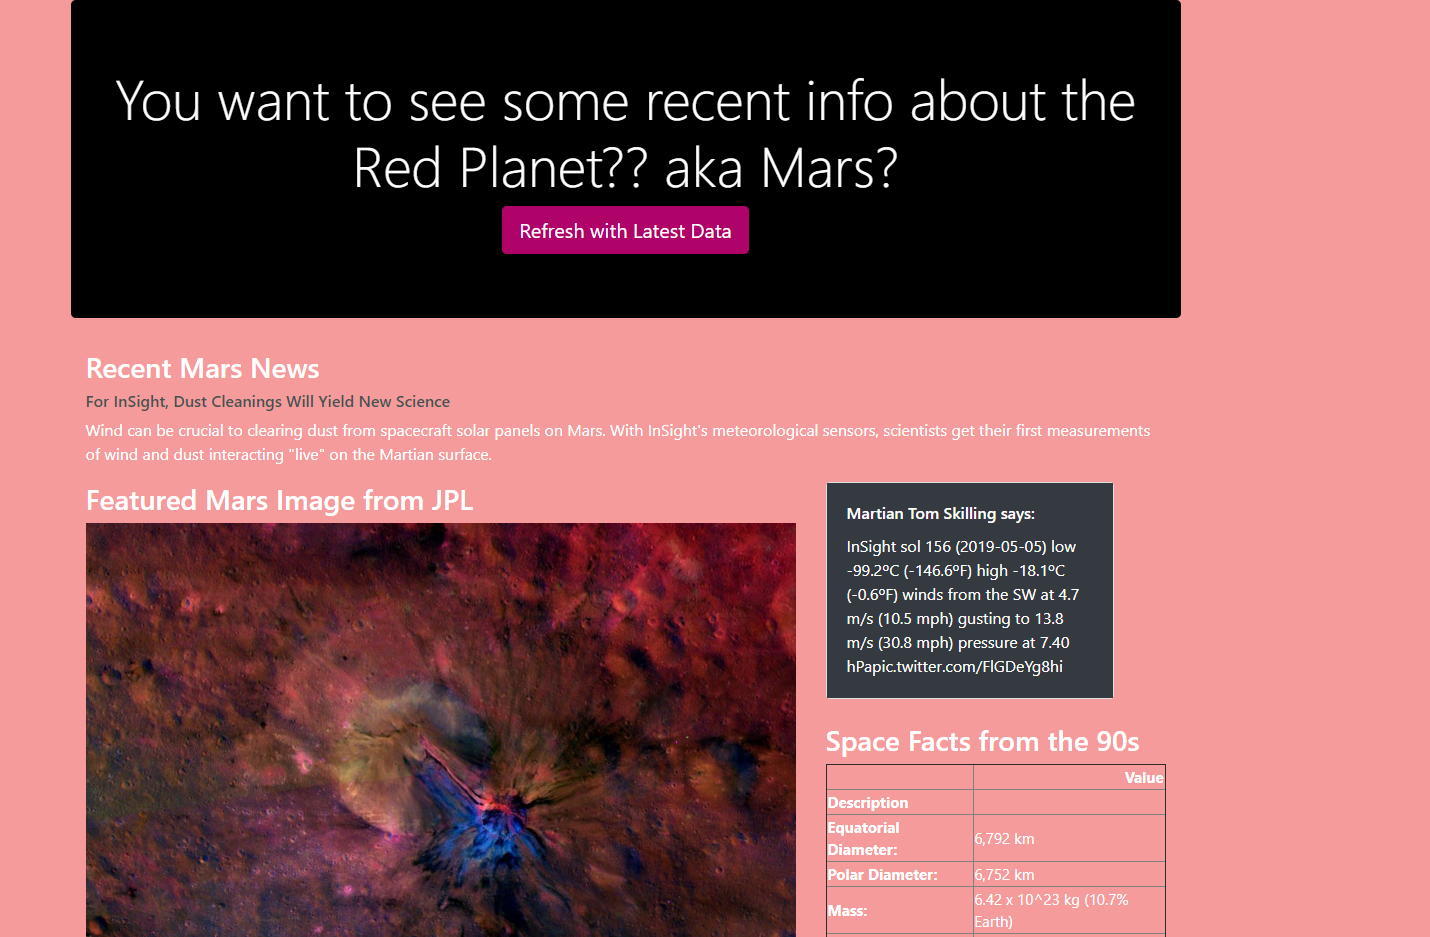 You want to see some recent info about the
Red Planet?? aka Mars?
Refresh with Latest Data
Recent Mars News
For InSight, Dust Cleanings Will Yield New Science
Wind can be crucial to clearing dust from spacecraft solar panels on Mars. With InSight's meteorological sensors, scientists get their first measurements
of wind and dust interacting "live" on the Martian surface.
Featured Mars Image from JPL
Martian Tom Skilling says:
InSight sol 156 (2019-05-05) low
-99.2ºC (-146.6ºF) high -18.1ºC
(-0.6ºF) winds from the SW at 4.7
m/s (10.5 mph) gusting to 13.8
m/s (30.8 mph) pressure at 7.40
hPapic.twitter.com/FlGDeYg8hi
Space Facts from the 90s
Value
Description
Equatorial
Diameter:
6,792 km
Polar Diameter:
6,752 km
Mass:
6.42 x 10^23 kg (10.7%
Earth)